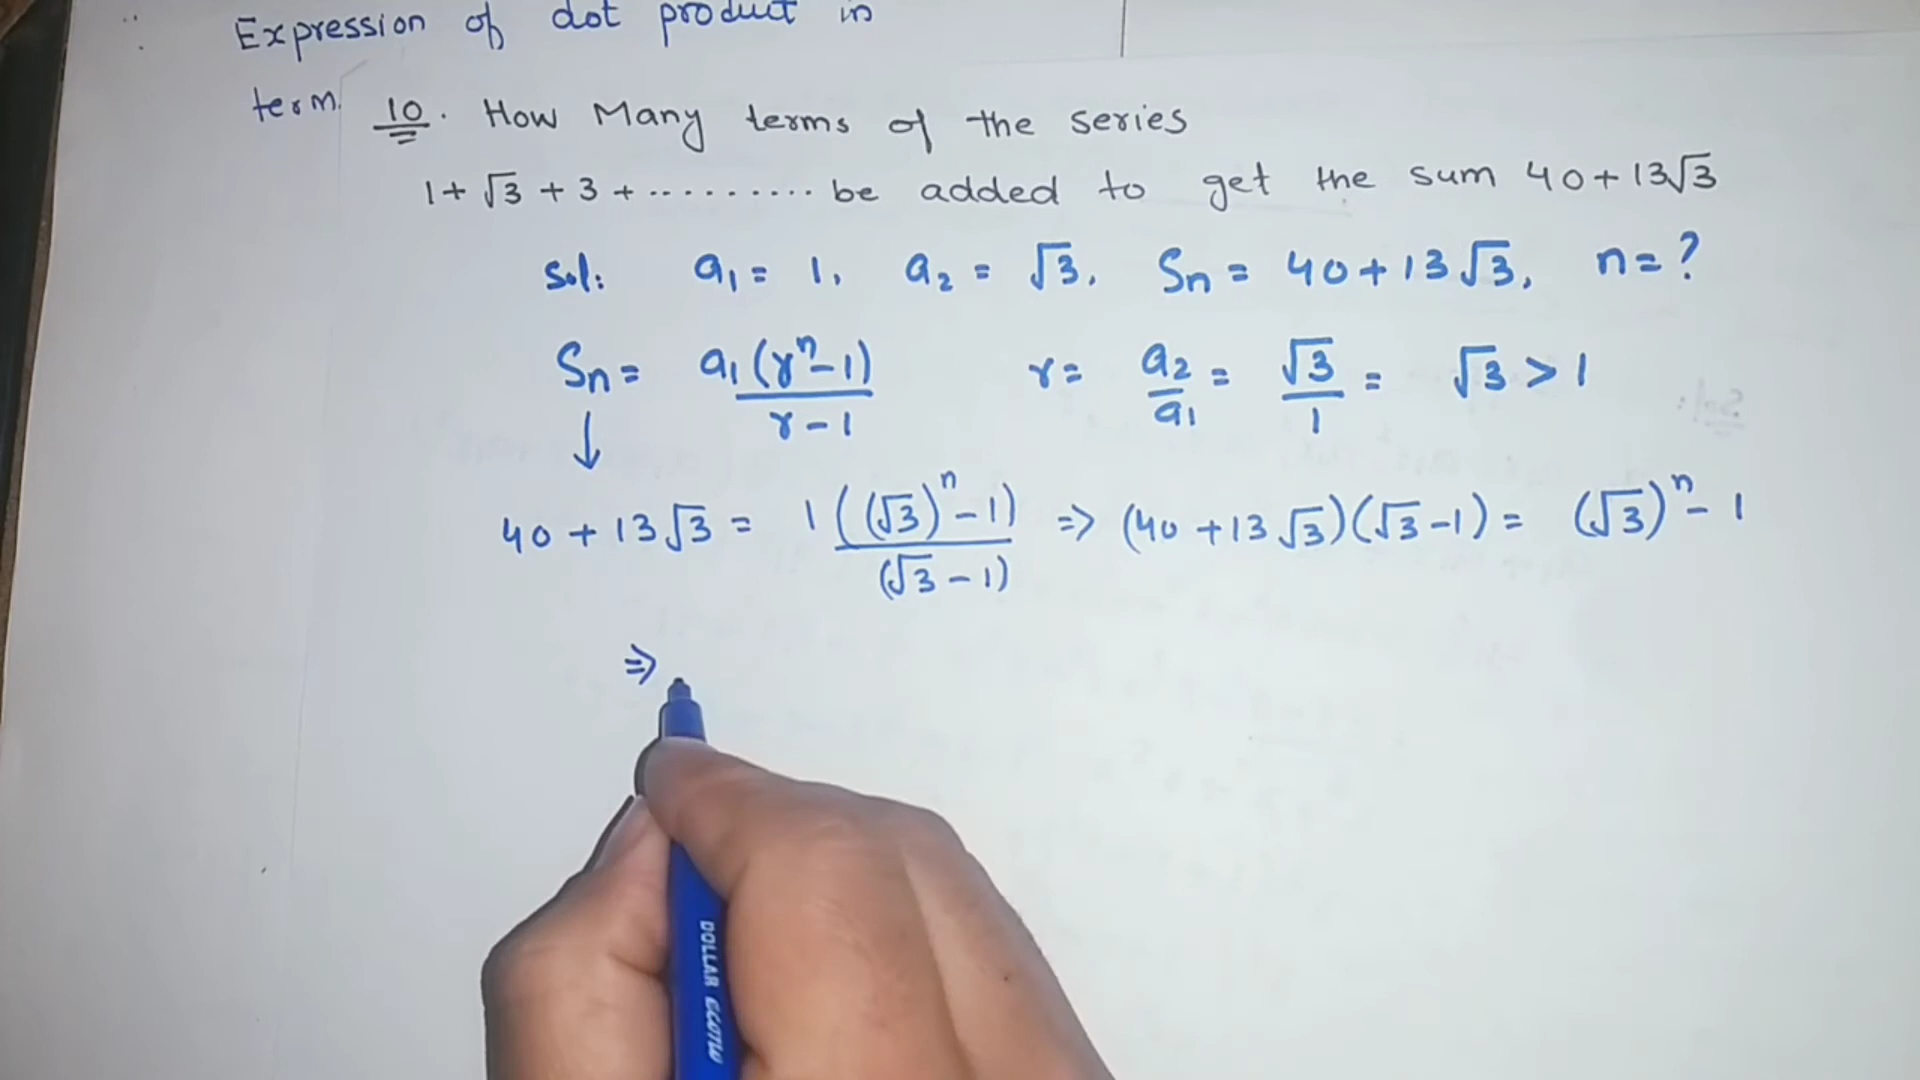 Expression of dot product in
term.
10. How Many terms of the series
1 + √3 + 3 + .......... be added to get the sum 40 + 13√3
Sol: a₁ = 1, a₂ = √3, Sₙ = 40 + 13√3, n = ?
Sₙ = a₁(rⁿ - 1) / r - 1    r = a₂/a₁ = √3/1 = √3 > 1
↓
40 + 13√3 = 1((√3)ⁿ - 1) / (√3 - 1) ⇒ (40 + 13√3)(√3 - 1) = (√3)ⁿ - 1
⇒
DOLLAR